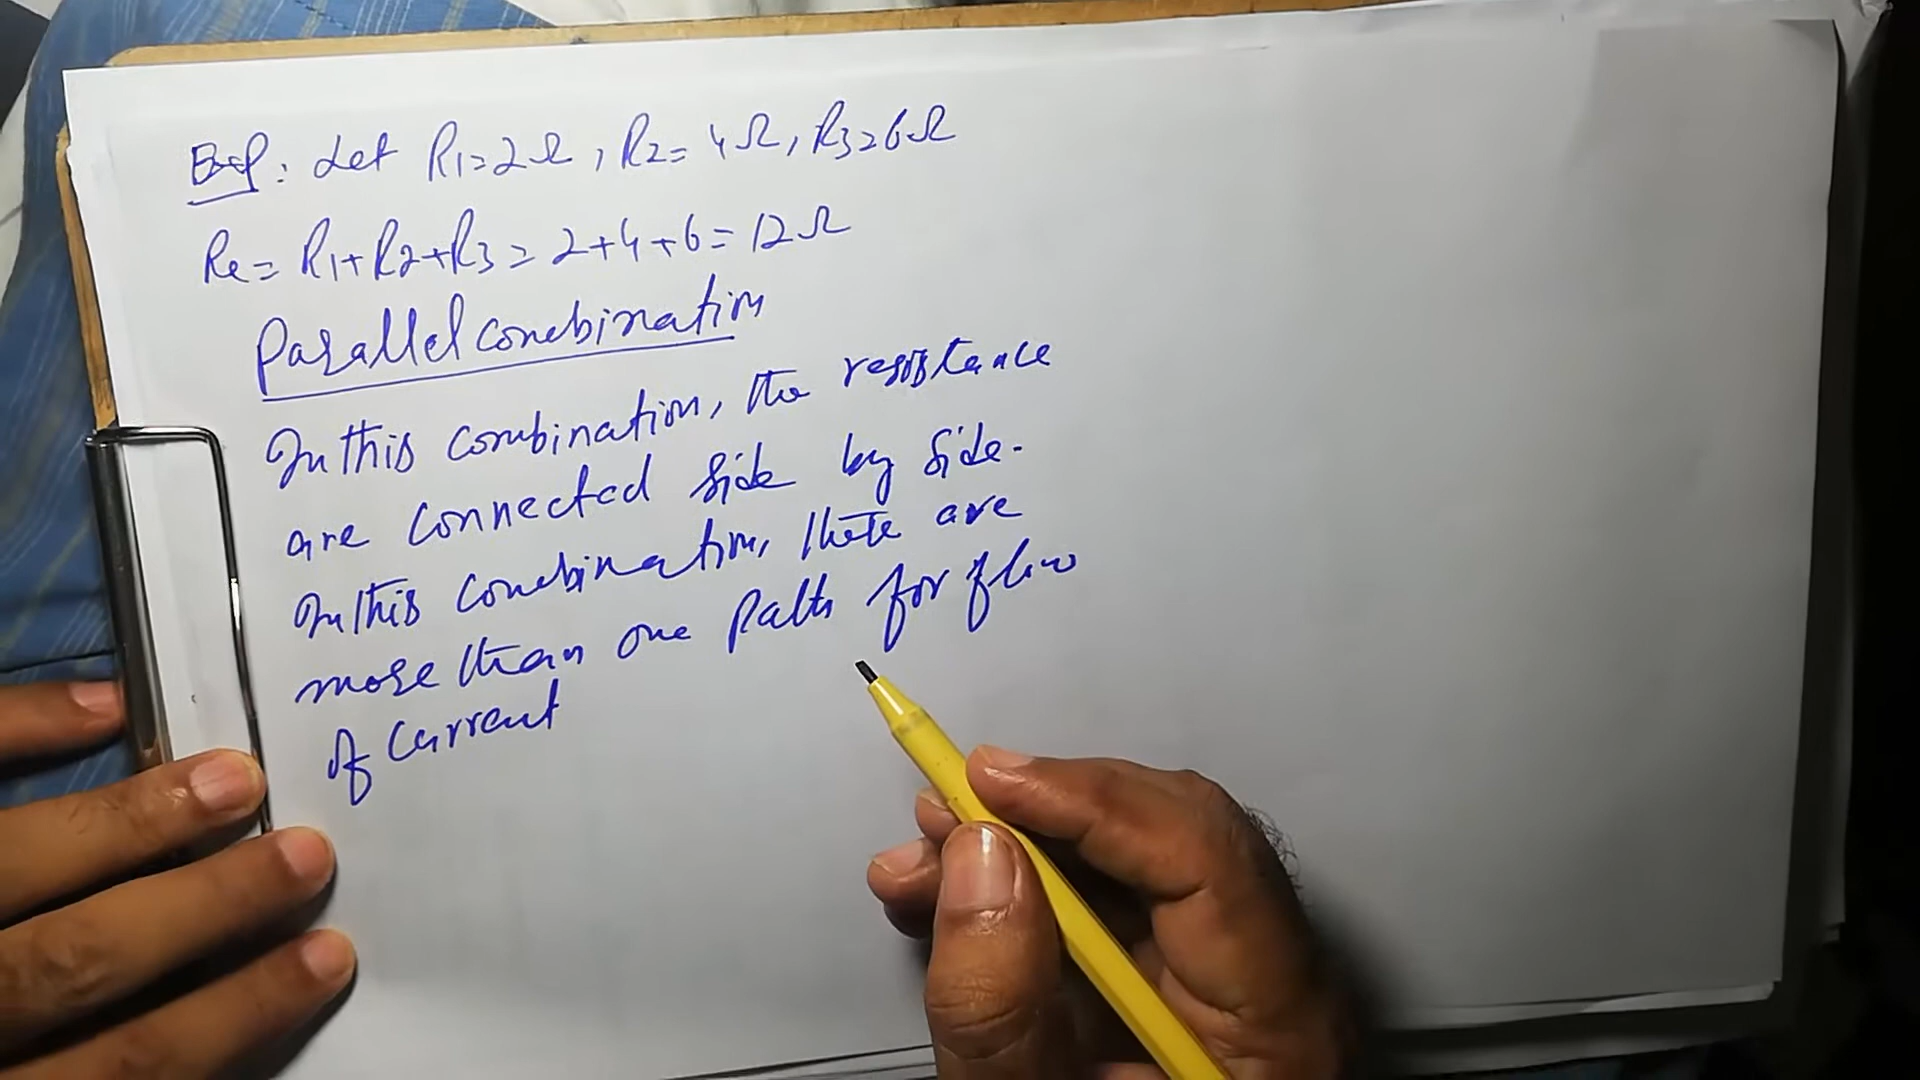 Exp: Let R1=2Ω, R2=4Ω, R3=6Ω
Re= R1+R2+R3 = 2+4+6=12Ω
Parallel combination
In this combination, the resistance
are connected side by side.
In this combination, there are
more than one path for flow
of current